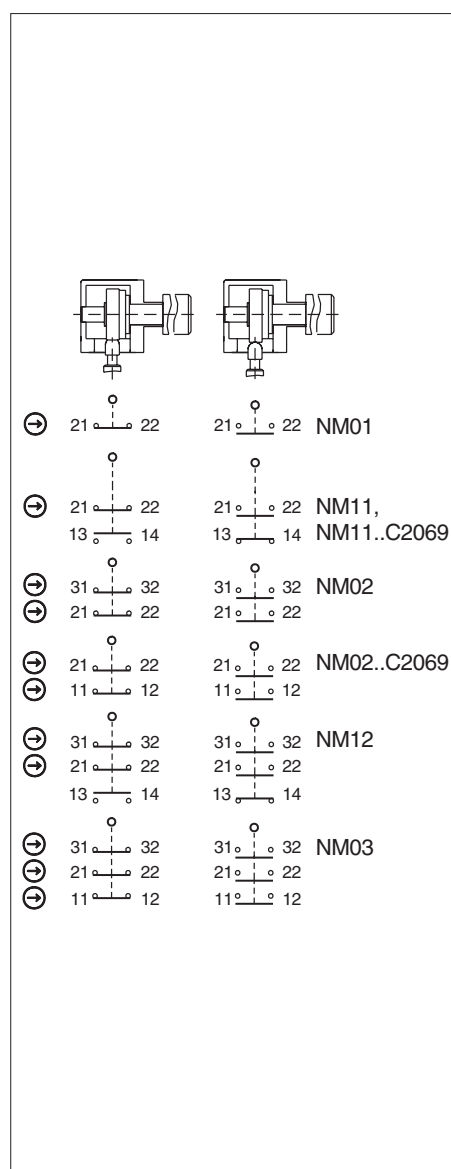 21 22 21 22 NM01
21 22 21 22 NM11,
13 14 13 14 NM11..C2069
31 32 31 32 NM02
21 22 21 22
21 22 21 22 NM02..C2069
11 12 11 12
31 32 31 32 NM12
21 22 21 22
13 14 13 14
31 32 31 32 NM03
21 22 21 22
11 12 11 12